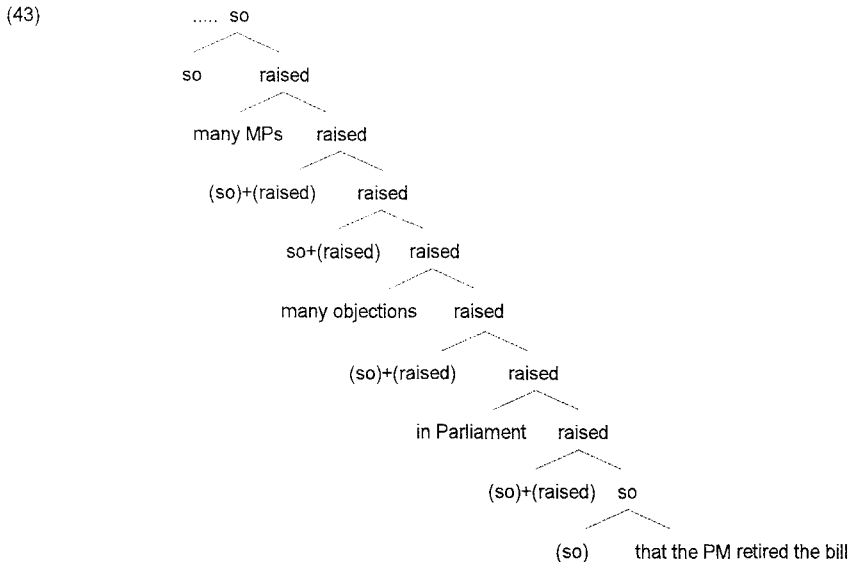 (43) ..... so
so raised
many MPs raised
(so)+(raised) raised
so+(raised) raised
many objections raised
(so)+(raised) raised
in Parliament raised
(so)+(raised) so
(so) that the PM retired the bill